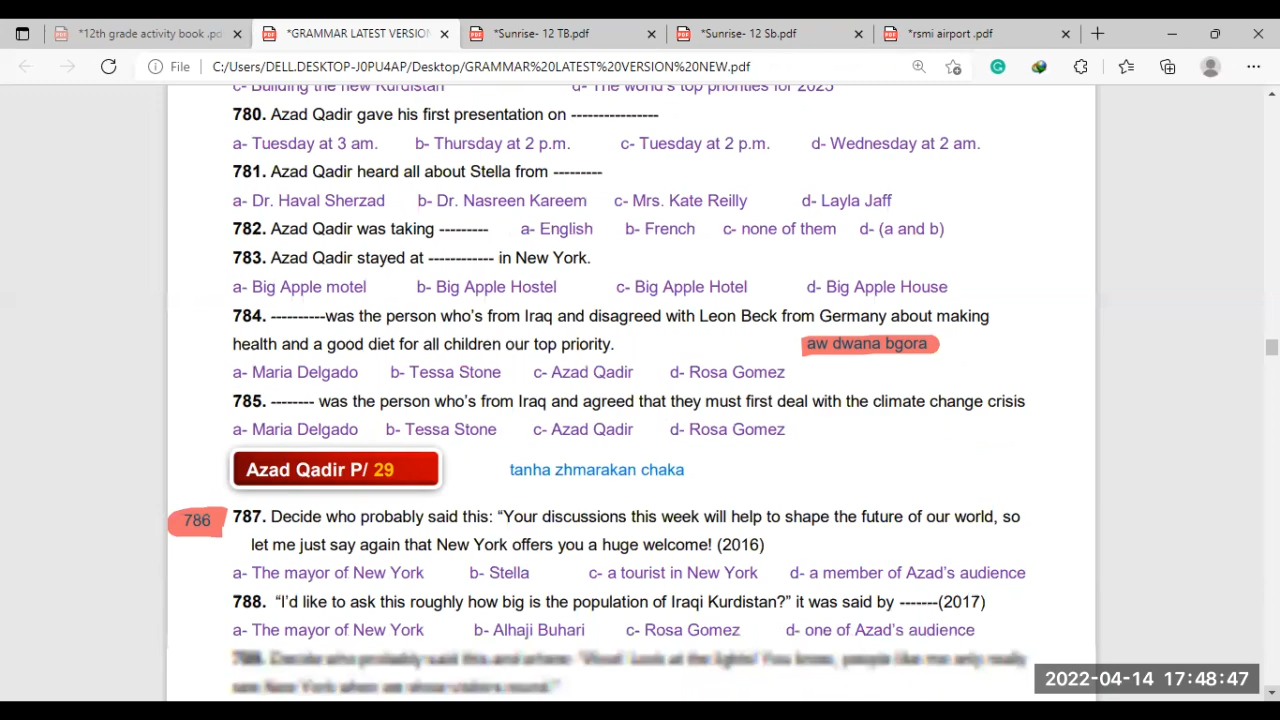 *12th grade activity book .pd
*GRAMMAR LATEST VERSION
*Sunrise- 12 TB.pdf
*Sunrise- 12 Sb.pdf
*rsmi airport .pdf
File
C:/Users/DELL.DESKTOP-J0PU4AP/Desktop/GRAMMAR%20LATEST%20VERSION%20NEW.pdf
c- Building the new Kurdistan d- The world's top priorities for 2025
780. Azad Qadir gave his first presentation on ----------------
a- Tuesday at 3 am. b- Thursday at 2 p.m. c- Tuesday at 2 p.m. d- Wednesday at 2 am.
781. Azad Qadir heard all about Stella from ---------
a- Dr. Haval Sherzad b- Dr. Nasreen Kareem c- Mrs. Kate Reilly d- Layla Jaff
782. Azad Qadir was taking --------- a- English b- French c- none of them d- (a and b)
783. Azad Qadir stayed at ------------ in New York.
a- Big Apple motel b- Big Apple Hostel c- Big Apple Hotel d- Big Apple House
784. ----------was the person who’s from Iraq and disagreed with Leon Beck from Germany about making
health and a good diet for all children our top priority. aw dwana bgora
a- Maria Delgado b- Tessa Stone c- Azad Qadir d- Rosa Gomez
785. -------- was the person who’s from Iraq and agreed that they must first deal with the climate change crisis
a- Maria Delgado b- Tessa Stone c- Azad Qadir d- Rosa Gomez
Azad Qadir P/ 29 tanha zhmarakan chaka
786 787. Decide who probably said this: “Your discussions this week will help to shape the future of our world, so
let me just say again that New York offers you a huge welcome! (2016)
a- The mayor of New York b- Stella c- a tourist in New York d- a member of Azad’s audience
788. “I’d like to ask this roughly how big is the population of Iraqi Kurdistan?” it was said by -------(2017)
a- The mayor of New York b- Alhaji Buhari c- Rosa Gomez d- one of Azad’s audience
2022-04-14 17:48:47